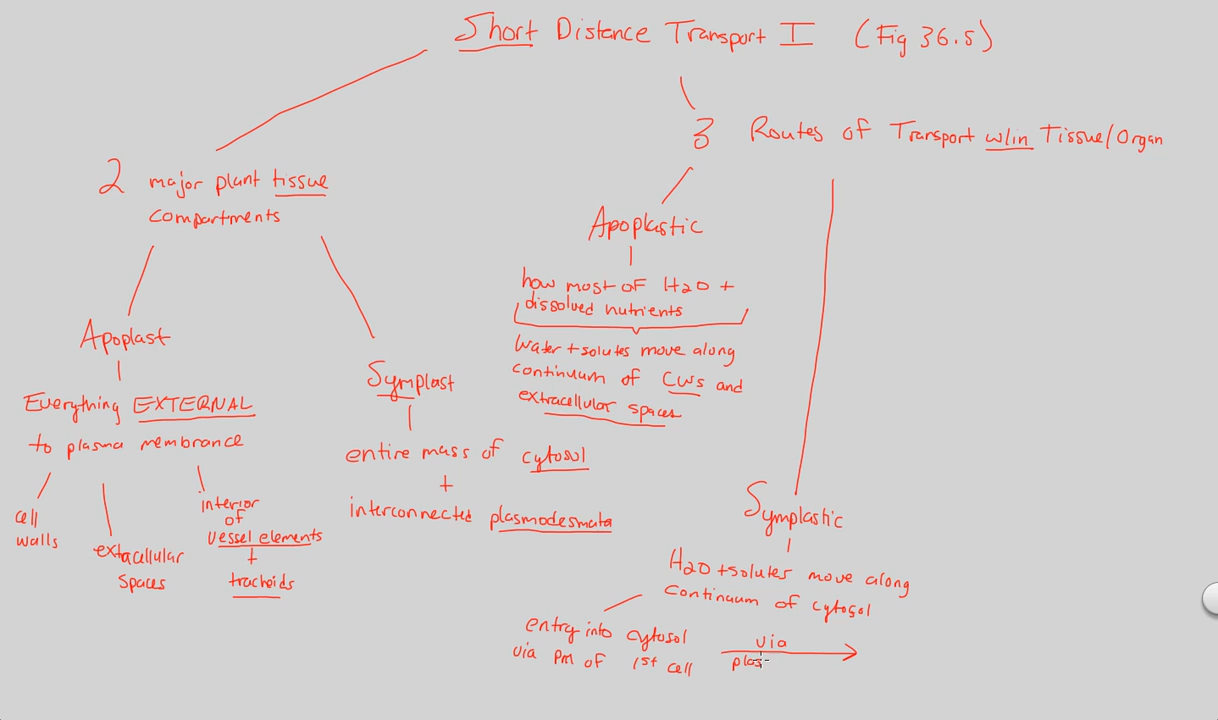 Short Distance Transport I (Fig 36.5)
3 Routes of Transport w/in Tissue/Organ
2 major plant tissue
compartments
Apoplast
Everything EXTERNAL
to plasma membrance
cell
walls
extacellular
spaces
interior
of
vessel elements
+
tracheids
Symplast
entire mass of cytosol
+
interconnected plasmodesmata
Apoplastic
how most of H2O +
dissolved nutrients
Water + solutes move along
continuum of CWs and
extracellular spaces
Symplastic
H2O + solutes move along
continuum of cytosol
entry into cytosol
via PM of 1st cell
via
plas